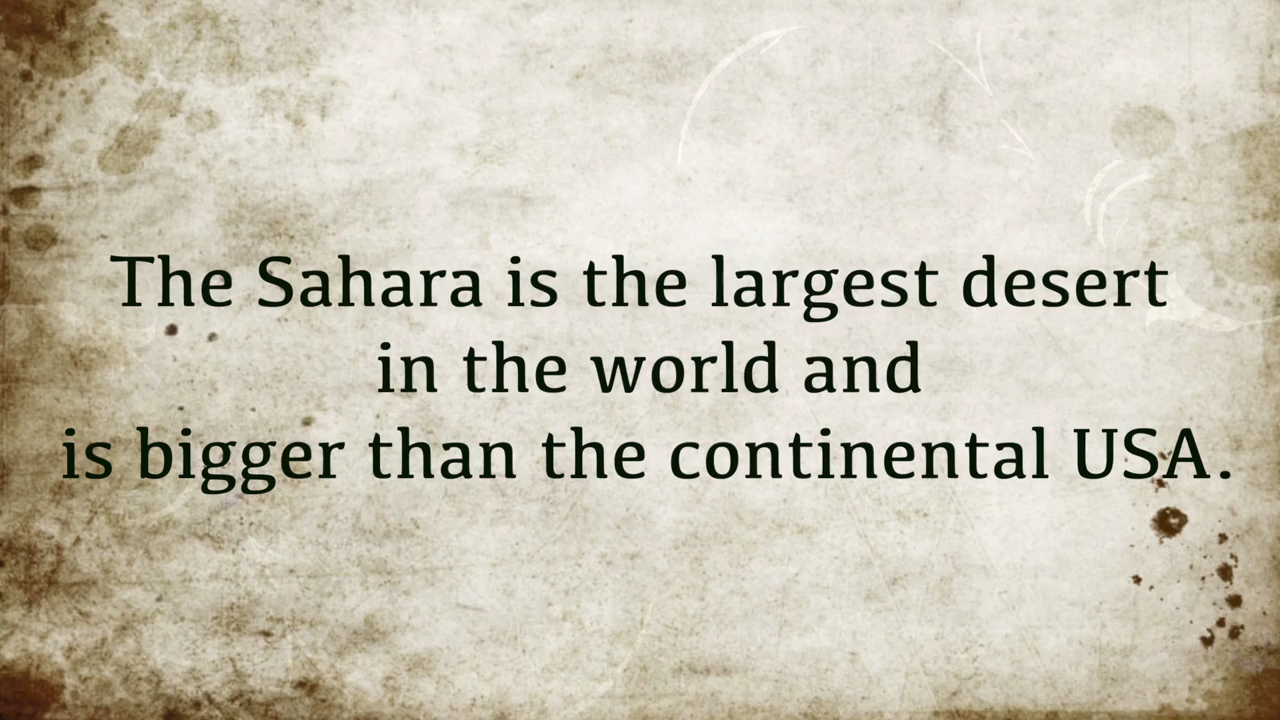 The Sahara is the largest desert
in the world and
is bigger than the continental USA.